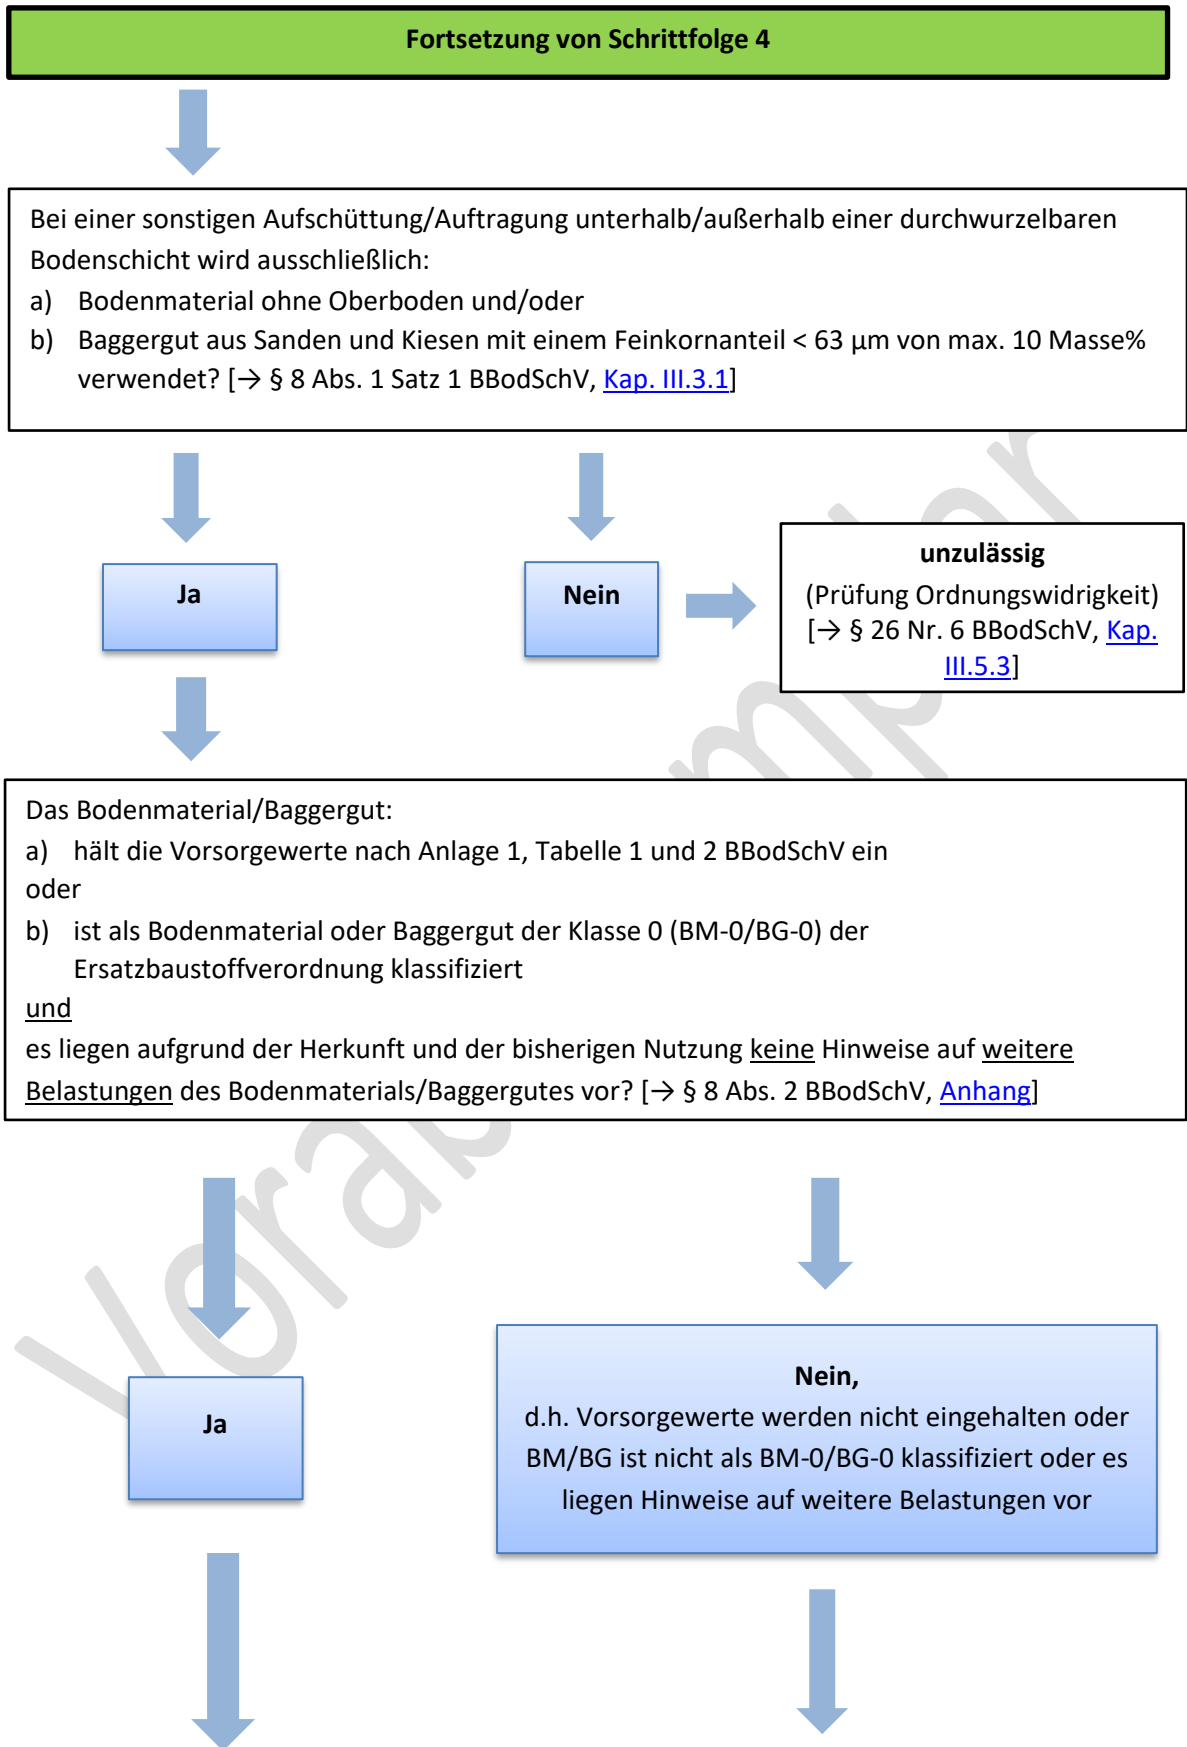 Fortsetzung von Schrittfolge 4
Bei einer sonstigen Aufschüttung/Auftragung unterhalb/außerhalb einer durchwurzelbaren
Bodenschicht wird ausschließlich:
a) Bodenmaterial ohne Oberboden und/oder
b) Baggergut aus Sanden und Kiesen mit einem Feinkornanteil < 63 µm von max. 10 Masse%
verwendet? [→ § 8 Abs. 1 Satz 1 BBodSchV, Kap. III.3.1]
Ja
Nein
unzulässig
(Prüfung Ordnungswidrigkeit)
[→ § 26 Nr. 6 BBodSchV, Kap.
III.5.3]
Das Bodenmaterial/Baggergut:
a) hält die Vorsorgewerte nach Anlage 1, Tabelle 1 und 2 BBodSchV ein
oder
b) ist als Bodenmaterial oder Baggergut der Klasse 0 (BM-0/BG-0) der
Ersatzbaustoffverordnung klassifiziert
und
es liegen aufgrund der Herkunft und der bisherigen Nutzung keine Hinweise auf weitere
Belastungen des Bodenmaterials/Baggergutes vor? [→ § 8 Abs. 2 BBodSchV, Anhang]
Ja
Nein,
d.h. Vorsorgewerte werden nicht eingehalten oder
BM/BG ist nicht als BM-0/BG-0 klassifiziert oder es
liegen Hinweise auf weitere Belastungen vor